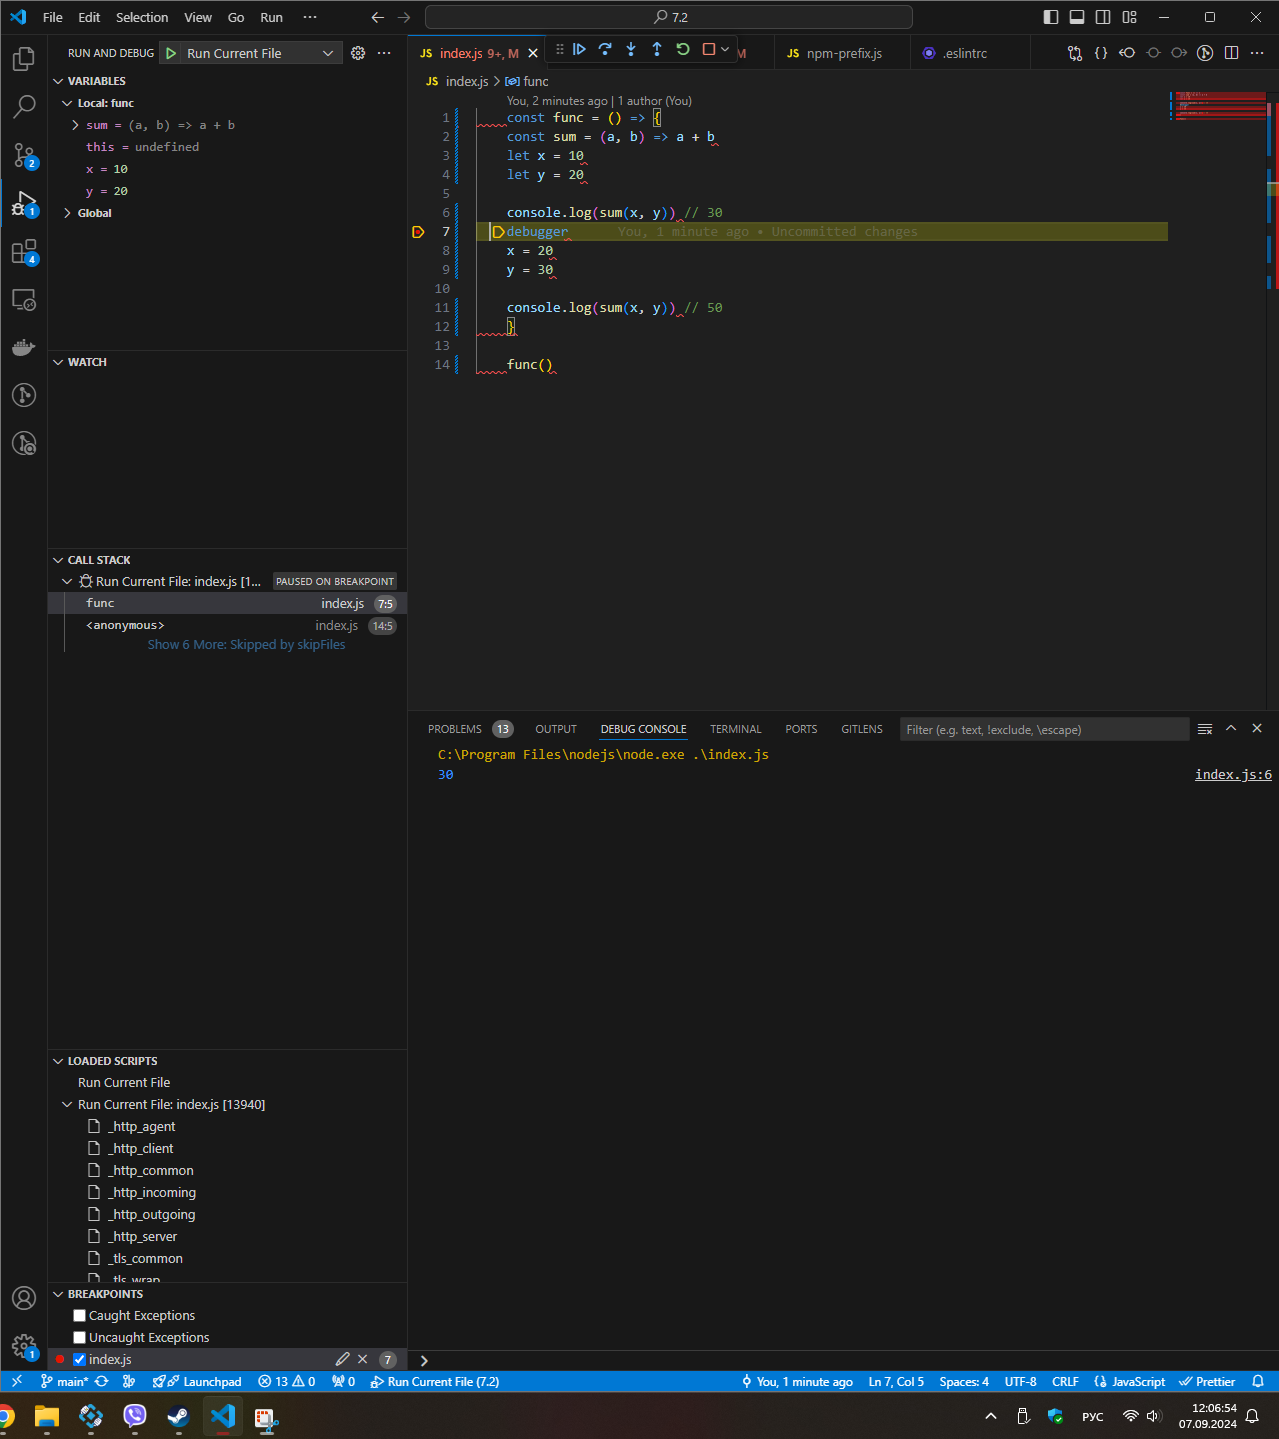 File Edit Selection View Go Run ··· 7.2
RUN AND DEBUG Run Current File
JS index.js 9+, M M JS npm-prefix.js .eslintrc
VARIABLES
JS index.js > func
Local: func
sum = (a, b) => a + b
this = undefined
x = 10
y = 20
Global
You, 2 minutes ago | 1 author (You)
1 const func = () => {
2 const sum = (a, b) => a + b
3 let x = 10
4 let y = 20
5
6 console.log(sum(x, y)) // 30
7 debugger You, 1 minute ago • Uncommitted changes
8 x = 20
9 y = 30
10
11 console.log(sum(x, y)) // 50
12 }
13
14 func()
2
1
4
WATCH
CALL STACK
Run Current File: index.js [1... PAUSED ON BREAKPOINT
func index.js 7:5
<anonymous> index.js 14:5
Show 6 More: Skipped by skipFiles
PROBLEMS 13 OUTPUT DEBUG CONSOLE TERMINAL PORTS GITLENS Filter (e.g. text, !exclude, \escape)
C:\Program Files\nodejs\node.exe .\index.js
30 index.js:6
LOADED SCRIPTS
Run Current File
Run Current File: index.js [13940]
_http_agent
_http_client
_http_common
_http_incoming
_http_outgoing
_http_server
_tls_common
_tls_wrap
BREAKPOINTS
Caught Exceptions
Uncaught Exceptions
index.js 7
1
main* Launchpad 13 0 0 Run Current File (7.2) You, 1 minute ago Ln 7, Col 5 Spaces: 4 UTF-8 CRLF JavaScript Prettier
РУС 12:06:54
07.09.2024